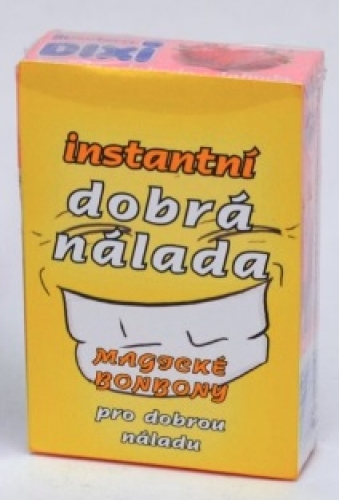 DIXI
instantní
dobrá
nálada
MAGICKÉ
BONBONY
pro dobrou
náladu